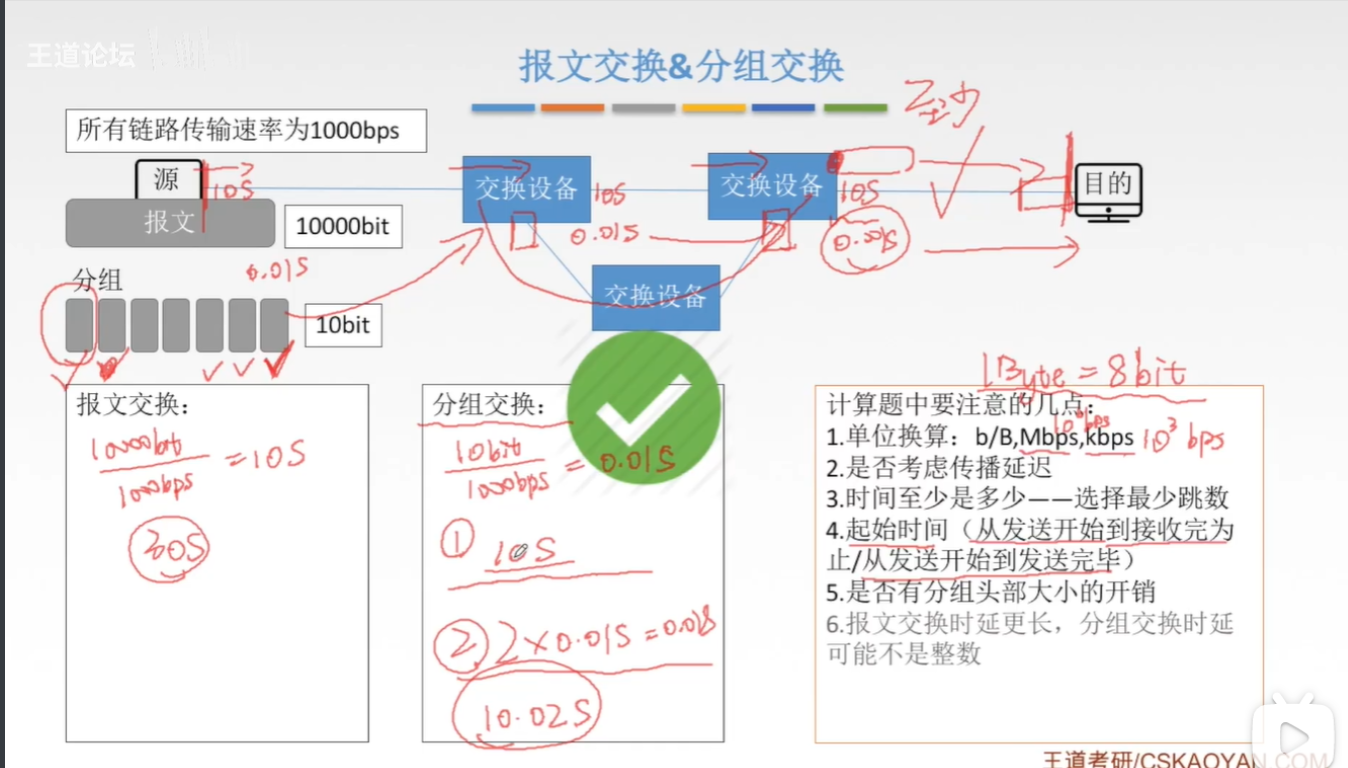 王道论坛
报文交换&分组交换
至少
所有链路传输速率为1000bps
源
10S
交换设备
10S
交换设备
10S
目的
报文
10000bit
0.01S
0.01S
0.01S
分组
交换设备
10bit
1Byte = 8bit
报文交换：
10000bit
1000bps
=10S
30S
分组交换：
10bit
1000bps
= 0.01S
① 10S
② 2×0.01S=0.02S
10.02S
计算题中要注意的几点：
10⁶bps
1.单位换算：b/B,Mbps,kbps 10³ bps
2.是否考虑传播延迟
3.时间至少是多少——选择最少跳数
4.起始时间（从发送开始到接收完为
止/从发送开始到发送完毕）
5.是否有分组头部大小的开销
6.报文交换时延更长，分组交换时延
可能不是整数
王道考研/CSKAOYAN.COM